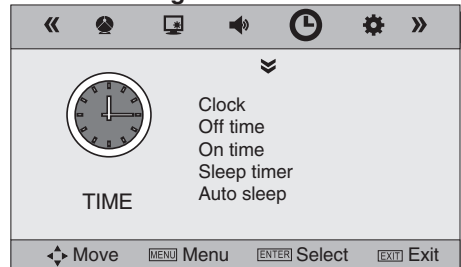 g
Clock
Off time
On time
Sleep timer
Auto sleep
TIME
Move MENU Menu ENTER Select EXIT Exit